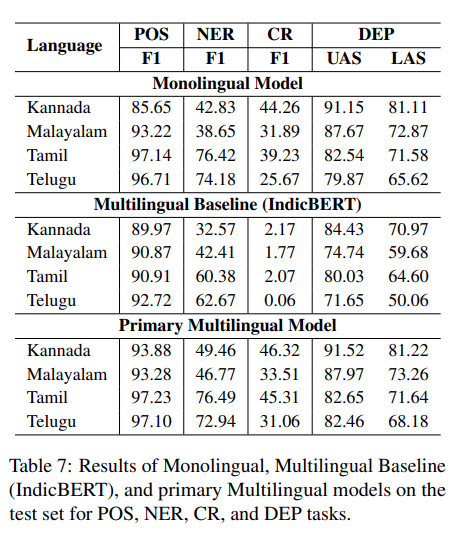 Language POS NER CR DEP
F1 F1 F1 UAS LAS
Monolingual Model
Kannada 85.65 42.83 44.26 91.15 81.11
Malayalam 93.22 38.65 31.89 87.67 72.87
Tamil 97.14 76.42 39.23 82.54 71.58
Telugu 96.71 74.18 25.67 79.87 65.62
Multilingual Baseline (IndicBERT)
Kannada 89.97 32.57 2.17 84.43 70.97
Malayalam 90.87 42.41 1.77 74.74 59.68
Tamil 90.91 60.38 2.07 80.03 64.60
Telugu 92.72 62.67 0.06 71.65 50.06
Primary Multilingual Model
Kannada 93.88 49.46 46.32 91.52 81.22
Malayalam 93.28 46.77 33.51 87.97 73.26
Tamil 97.23 76.49 45.31 82.65 71.64
Telugu 97.10 72.94 31.06 82.46 68.18
Table 7: Results of Monolingual, Multilingual Baseline
(IndicBERT), and primary Multilingual models on the
test set for POS, NER, CR, and DEP tasks.